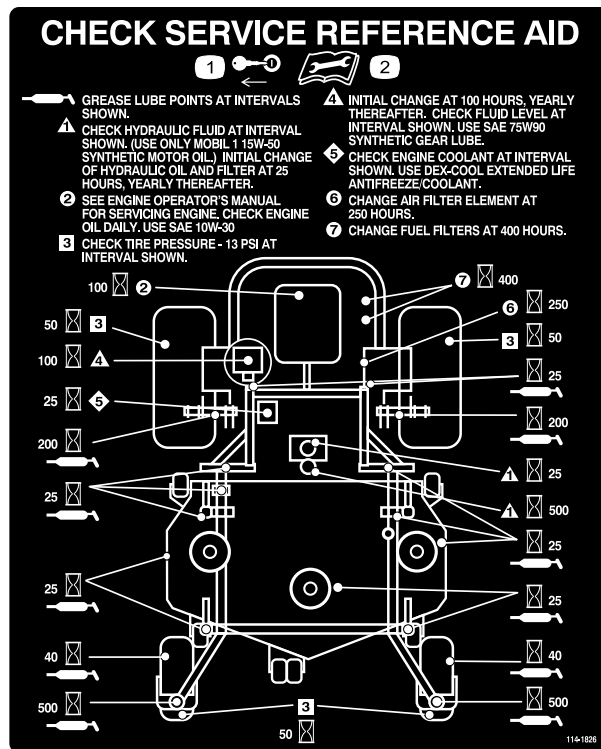 CHECK SERVICE REFERENCE AID
1 2
GREASE LUBE POINTS AT INTERVALS
SHOWN.
1 CHECK HYDRAULIC FLUID AT INTERVAL
SHOWN. (USE ONLY MOBIL 1 15W-50
SYNTHETIC MOTOR OIL.) INITIAL CHANGE
OF HYDRAULIC OIL AND FILTER AT 25
HOURS, YEARLY THEREAFTER.
2 SEE ENGINE OPERATOR'S MANUAL
FOR SERVICING ENGINE. CHECK ENGINE
OIL DAILY. USE SAE 10W-30
3 CHECK TIRE PRESSURE - 13 PSI AT
INTERVAL SHOWN.
4 INITIAL CHANGE AT 100 HOURS, YEARLY
THEREAFTER. CHECK FLUID LEVEL AT
INTERVAL SHOWN. USE SAE 75W90
SYNTHETIC GEAR LUBE.
5 CHECK ENGINE COOLANT AT INTERVAL
SHOWN. USE DEX-COOL EXTENDED LIFE
ANTIFREEZE/COOLANT.
6 CHANGE AIR FILTER ELEMENT AT
250 HOURS.
7 CHANGE FUEL FILTERS AT 400 HOURS.
100 2
50 3
100 4
25 5
200
25
25
40
500
7 400
6 250
3 50
25
200
1 25
1 500
25
25
40
500
3
50
114-1826